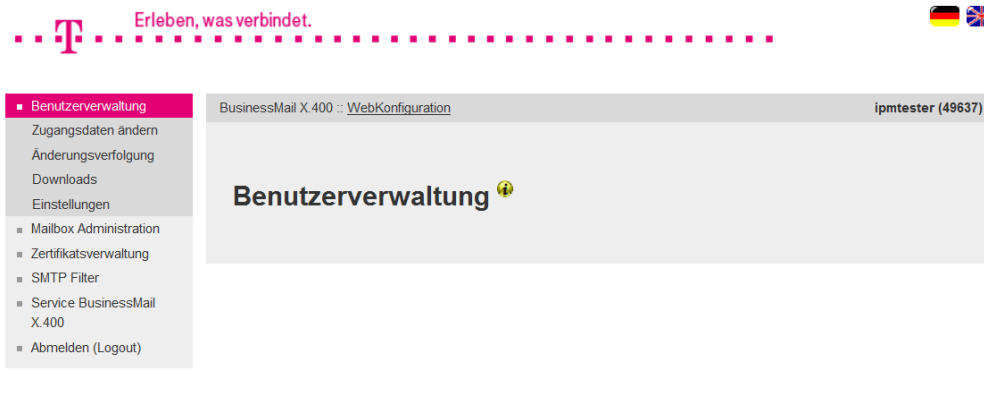 Erleben, was verbindet.
T
Benutzerverwaltung
Zugangsdaten ändern
Änderungsverfolgung
Downloads
Einstellungen
Mailbox Administration
Zertifikatsverwaltung
SMTP Filter
Service BusinessMail
X.400
Abmelden (Logout)
BusinessMail X.400 :: WebKonfiguration
ipmtester (49637)
Benutzerverwaltung